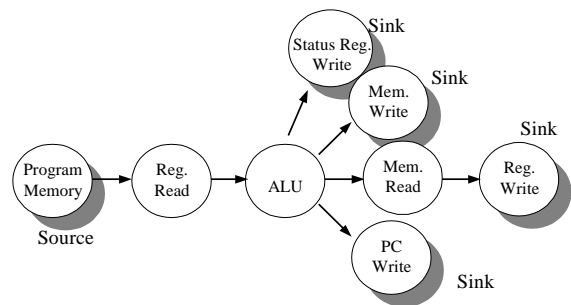 Sink
Status Reg.
Write
Sink
Mem.
Write
Sink
Program
Memory
Reg.
Read
ALU
Mem.
Read
Reg.
Write
Source
PC
Write
Sink